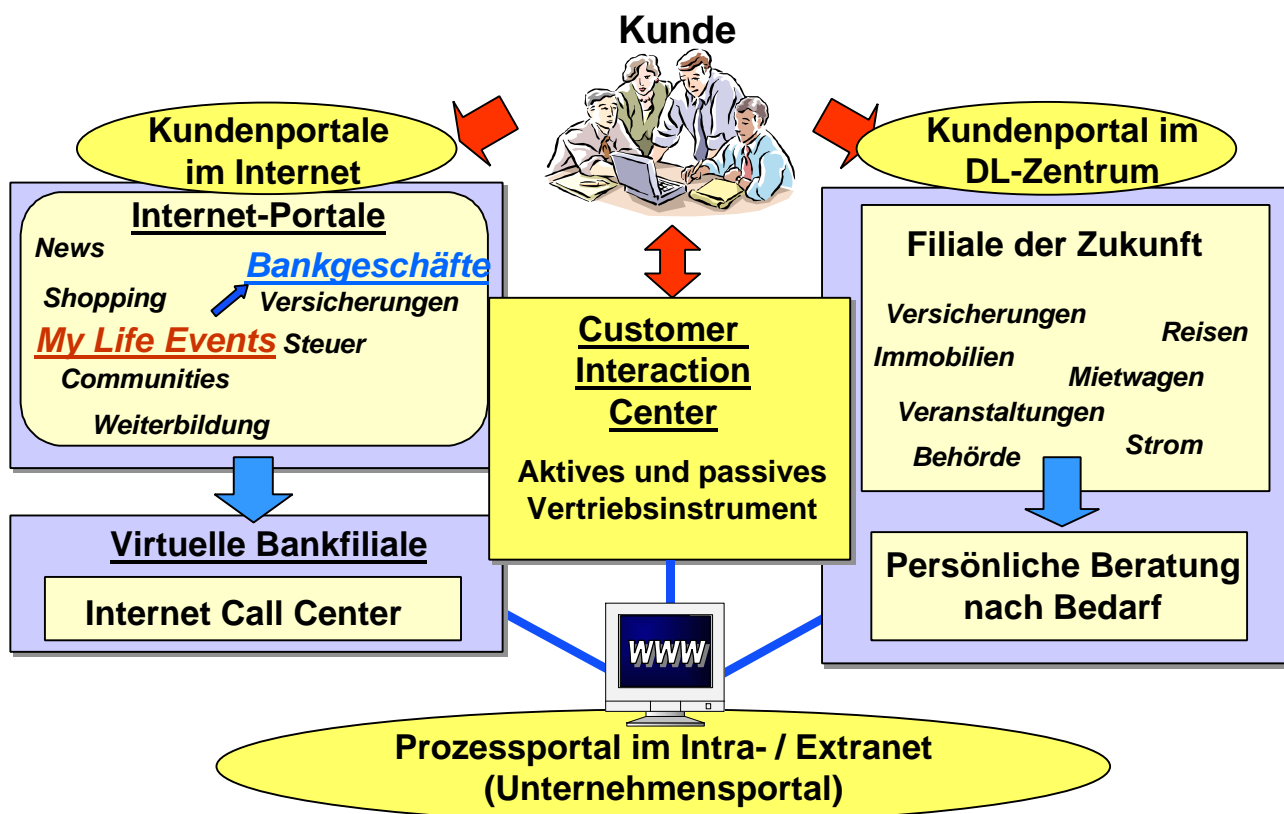 Kunde
Kundenportale
im Internet
Kundenportal im
DL-Zentrum
Internet-Portale
News
Bankgeschäfte
Shopping
Versicherungen
My Life Events
Steuer
Communities
Weiterbildung
Virtuelle Bankfiliale
Internet Call Center
Customer
Interaction
Center
Aktives und passives
Vertriebsinstrument
Filiale der Zukunft
Versicherungen
Reisen
Immobilien
Mietwagen
Veranstaltungen
Strom
Behörde
Persönliche Beratung
nach Bedarf
WWW
Prozessportal im Intra- / Extranet
(Unternehmensportal)